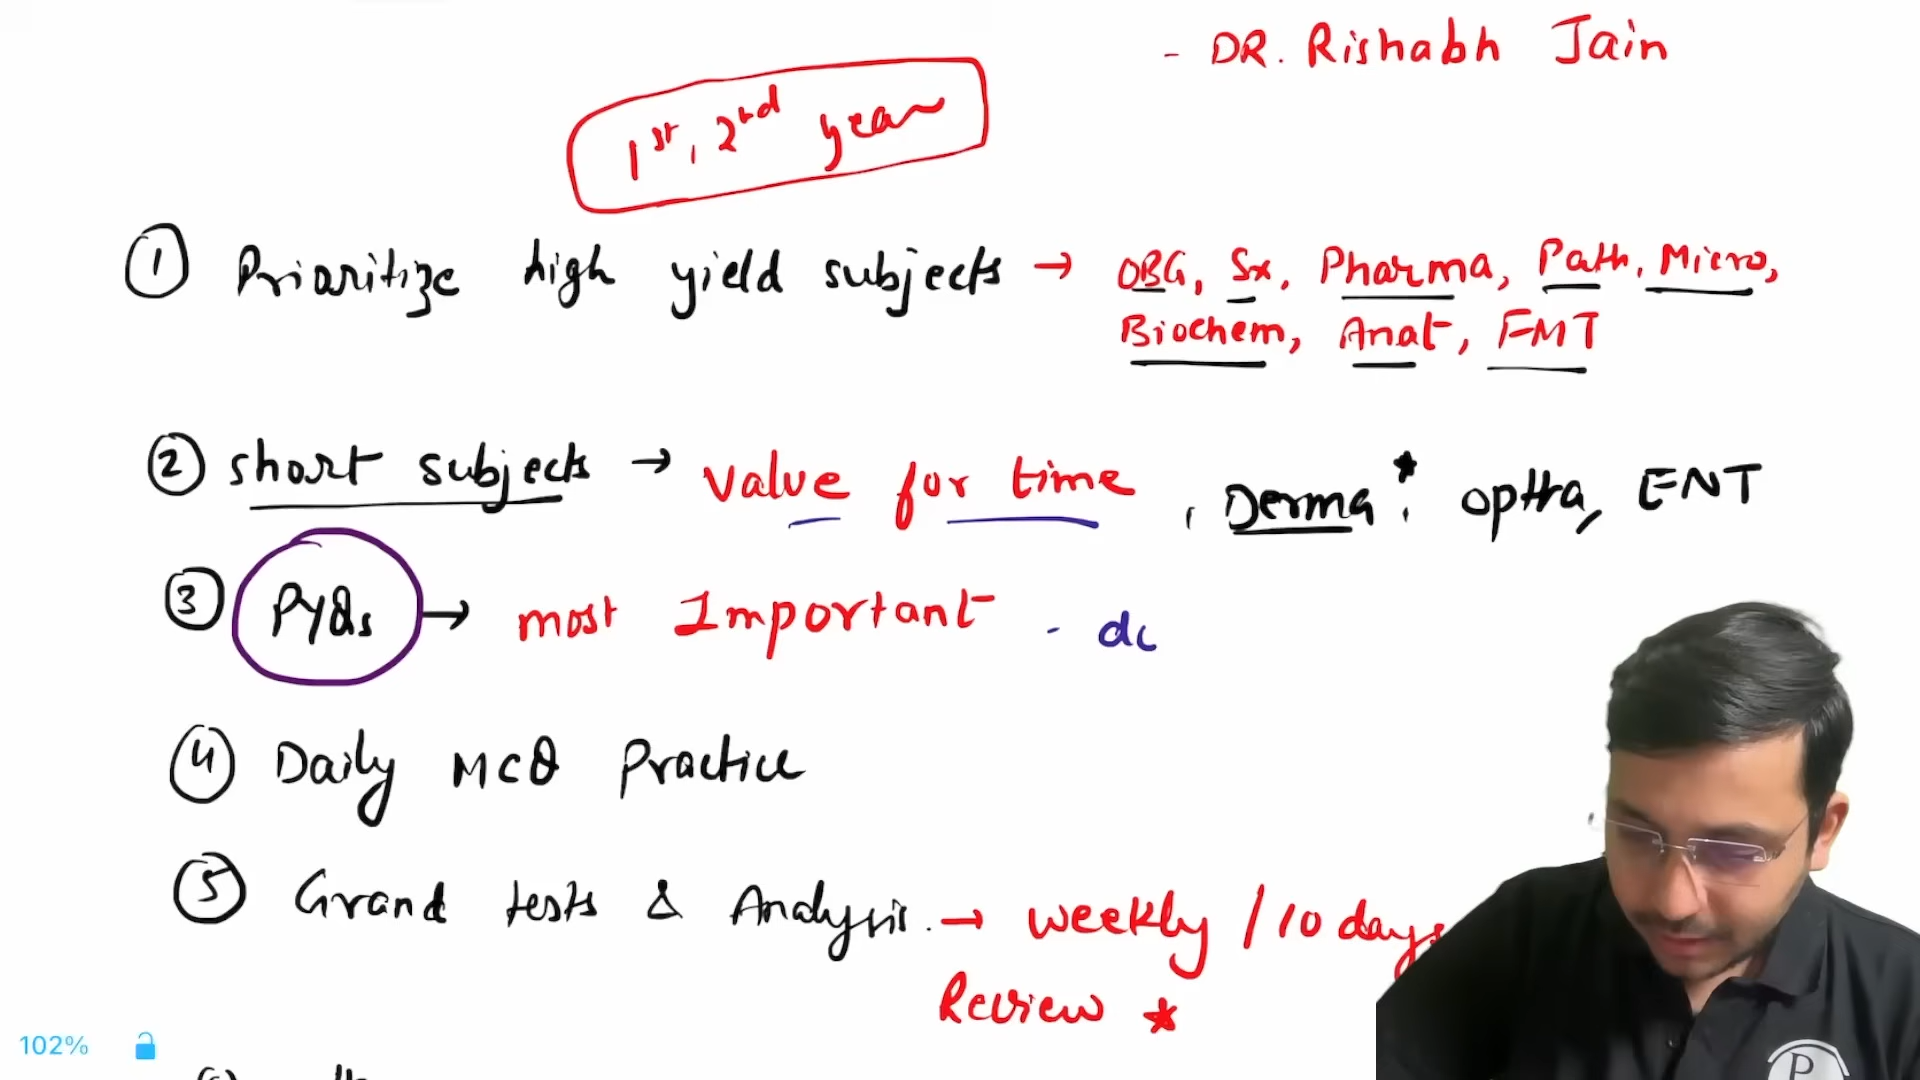 - DR. Rishabh Jain
1st, 2nd year
① Prioritize high yield subjects → OBG, Sx, Pharma, Path, Micro,
Biochem, Anat, FMT
② short subjects → value for time , Derma * , optha, ENT
③ PYQs → most Important - do
④ Daily MCQ Practice
⑤ Grand tests & Analysis. → weekly / 10 days
Review ★
102%
P